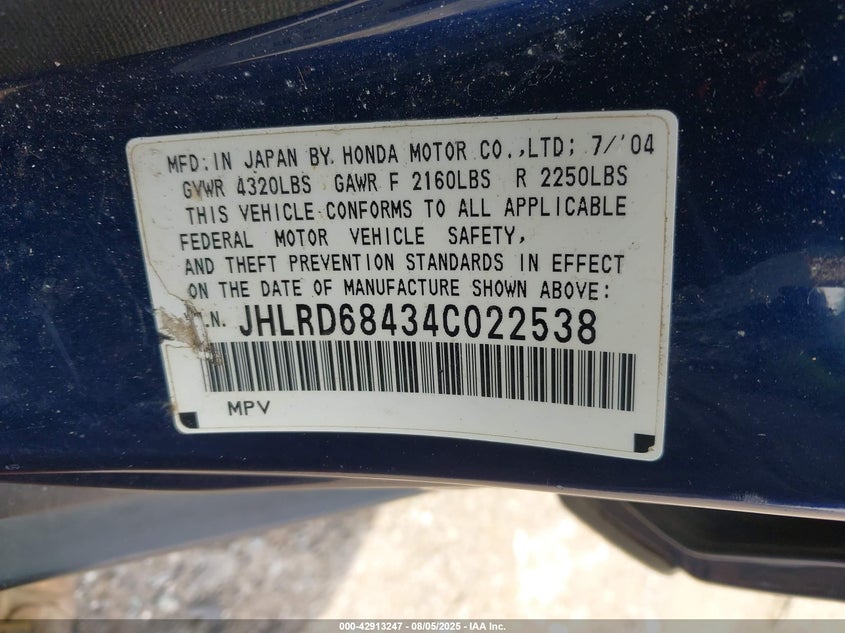 MFD: IN JAPAN BY. HONDA MOTOR CO.,LTD; 7/'04
GVWR 4320LBS GAWR F 2160LBS R 2250LBS
THIS VEHICLE CONFORMS TO ALL APPLICABLE
FEDERAL MOTOR VEHICLE SAFETY,
AND THEFT PREVENTION STANDARDS IN EFFECT
ON THE DATE OF MANUFACTURE SHOWN ABOVE:
N. JHLRD68434C022538
MPV
000-42913247 - 08/05/2025 - IAA Inc.